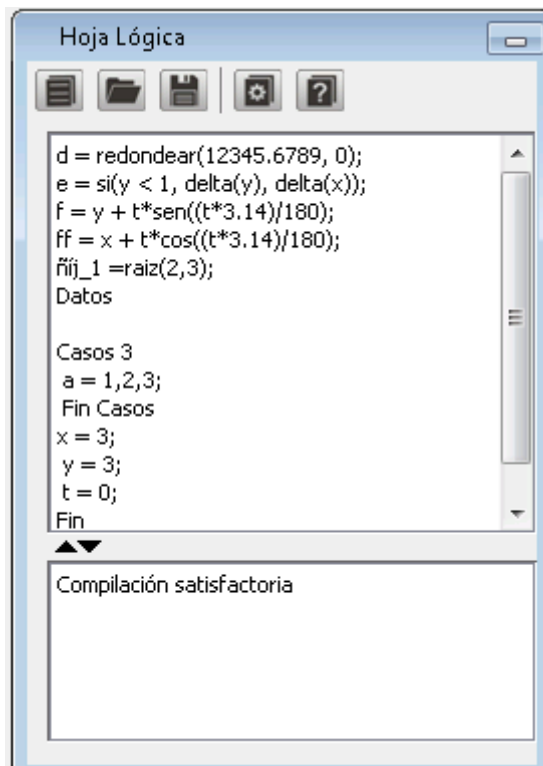 Hoja Lógica
d = redondear(12345.6789, 0);
e = si(y < 1, delta(y), delta(x));
f = y + t*sen((t*3.14)/180);
ff = x + t*cos((t*3.14)/180);
ñíj_1 =raiz(2,3);
Datos
Casos 3
a = 1,2,3;
Fin Casos
x = 3;
y = 3;
t = 0;
Fin
Compilación satisfactoria